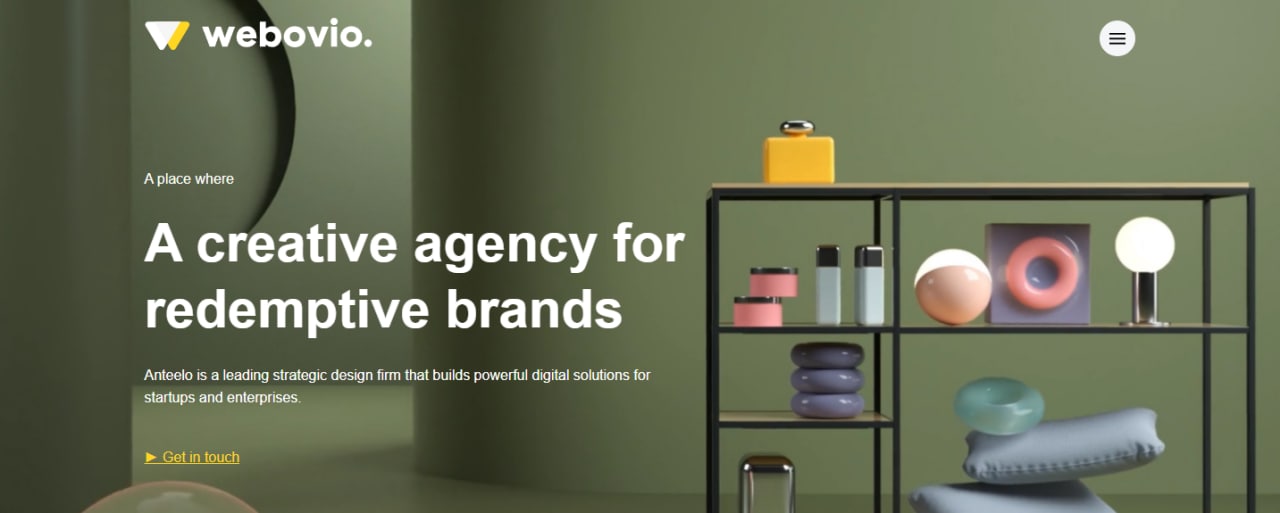 webovio.
A place where
A creative agency for
redemptive brands
Anteelo is a leading strategic design firm that builds powerful digital solutions for
startups and enterprises.
► Get in touch